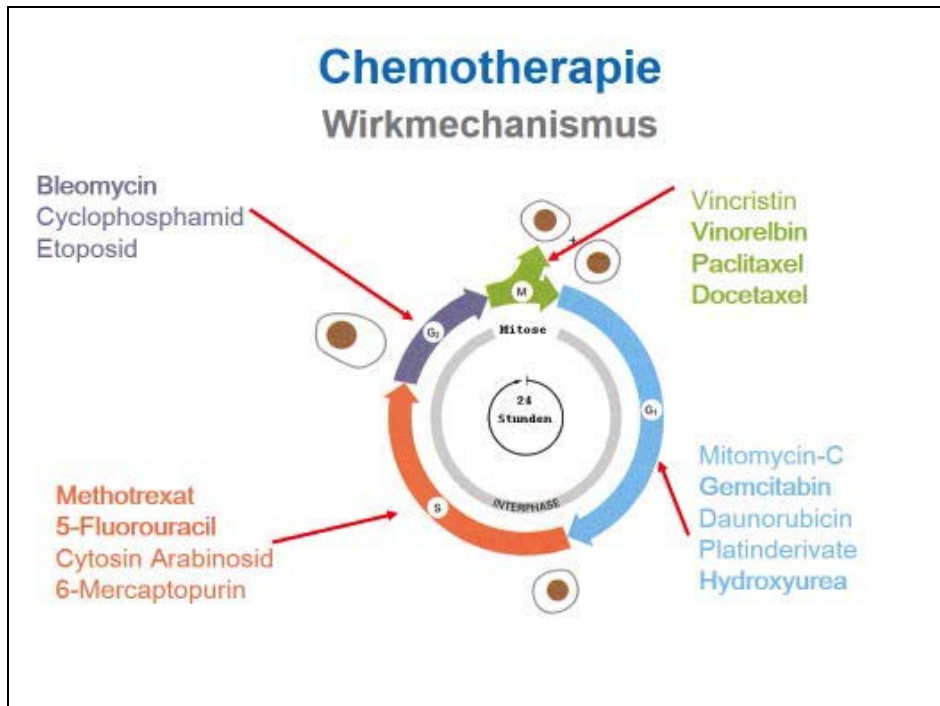 Chemotherapie
Wirkmechanismus
Bleomycin
Cyclophosphamid
Etoposid
Vincristin
Vinorelbin
Paclitaxel
Docetaxel
+
M
Mitose
G₂
24
Stunden
G₁
INTERPHASE
S
Methotrexat
5-Fluorouracil
Cytosin Arabinosid
6-Mercaptopurin
Mitomycin-C
Gemcitabin
Daunorubicin
Platinderivate
Hydroxyurea